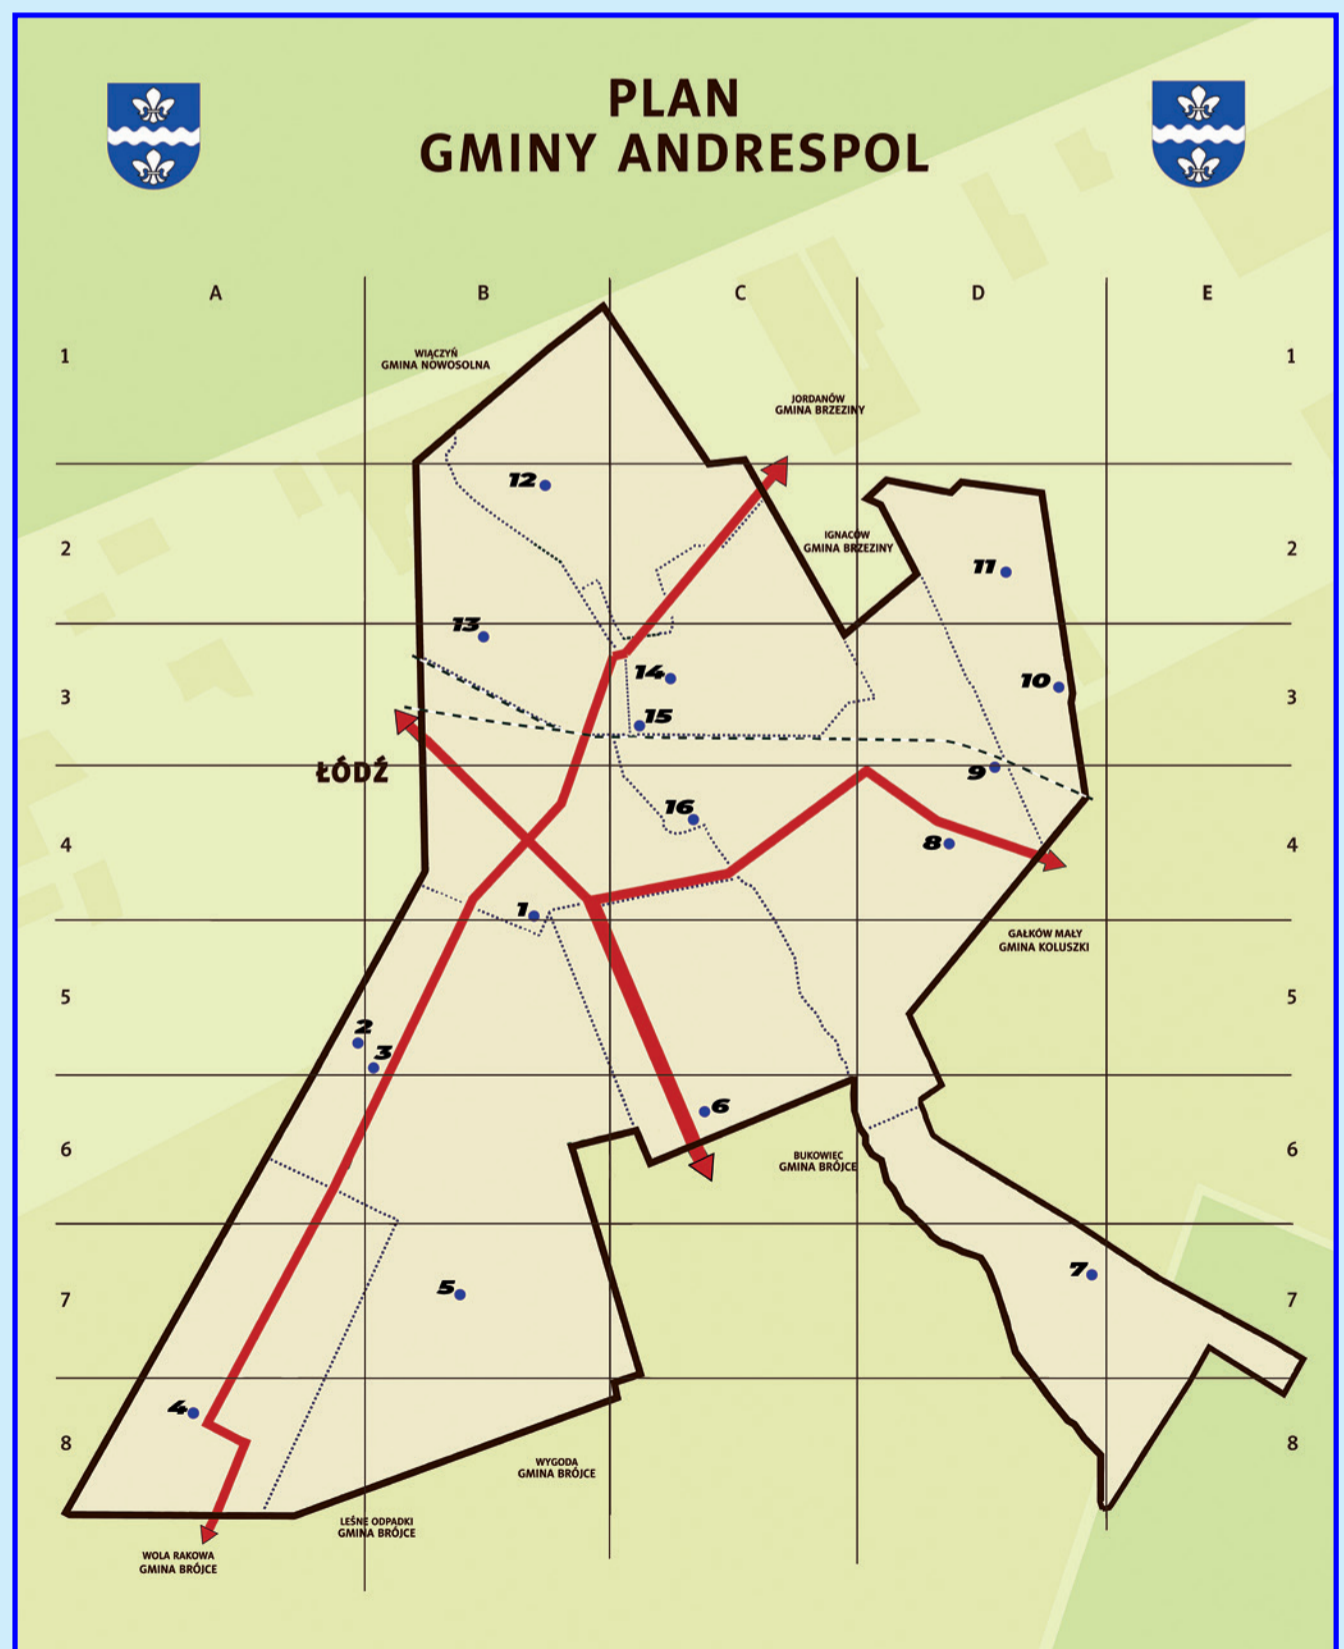 PLAN
GMINY ANDRESPOL
A
B
C
D
E
1
WIĄCZYŃ
GMINA NOWOSOLNA
1
JORDANÓW
GMINA BRZEZINY
12
2
IGNACÓW
GMINA BRZEZINY
2
11
13
14
10
3
3
15
ŁÓDŹ
9
16
4
8
4
1
GAŁKÓW MAŁY
GMINA KOLUSZKI
5
5
2
3
6
6
BUKOWIEC
GMINA BRÓJCE
6
7
5
7
7
4
8
8
WYGODA
GMINA BRÓJCE
LEŚNE ODPADKI
GMINA BRÓJCE
WOLA RAKOWA
GMINA BRÓJCE